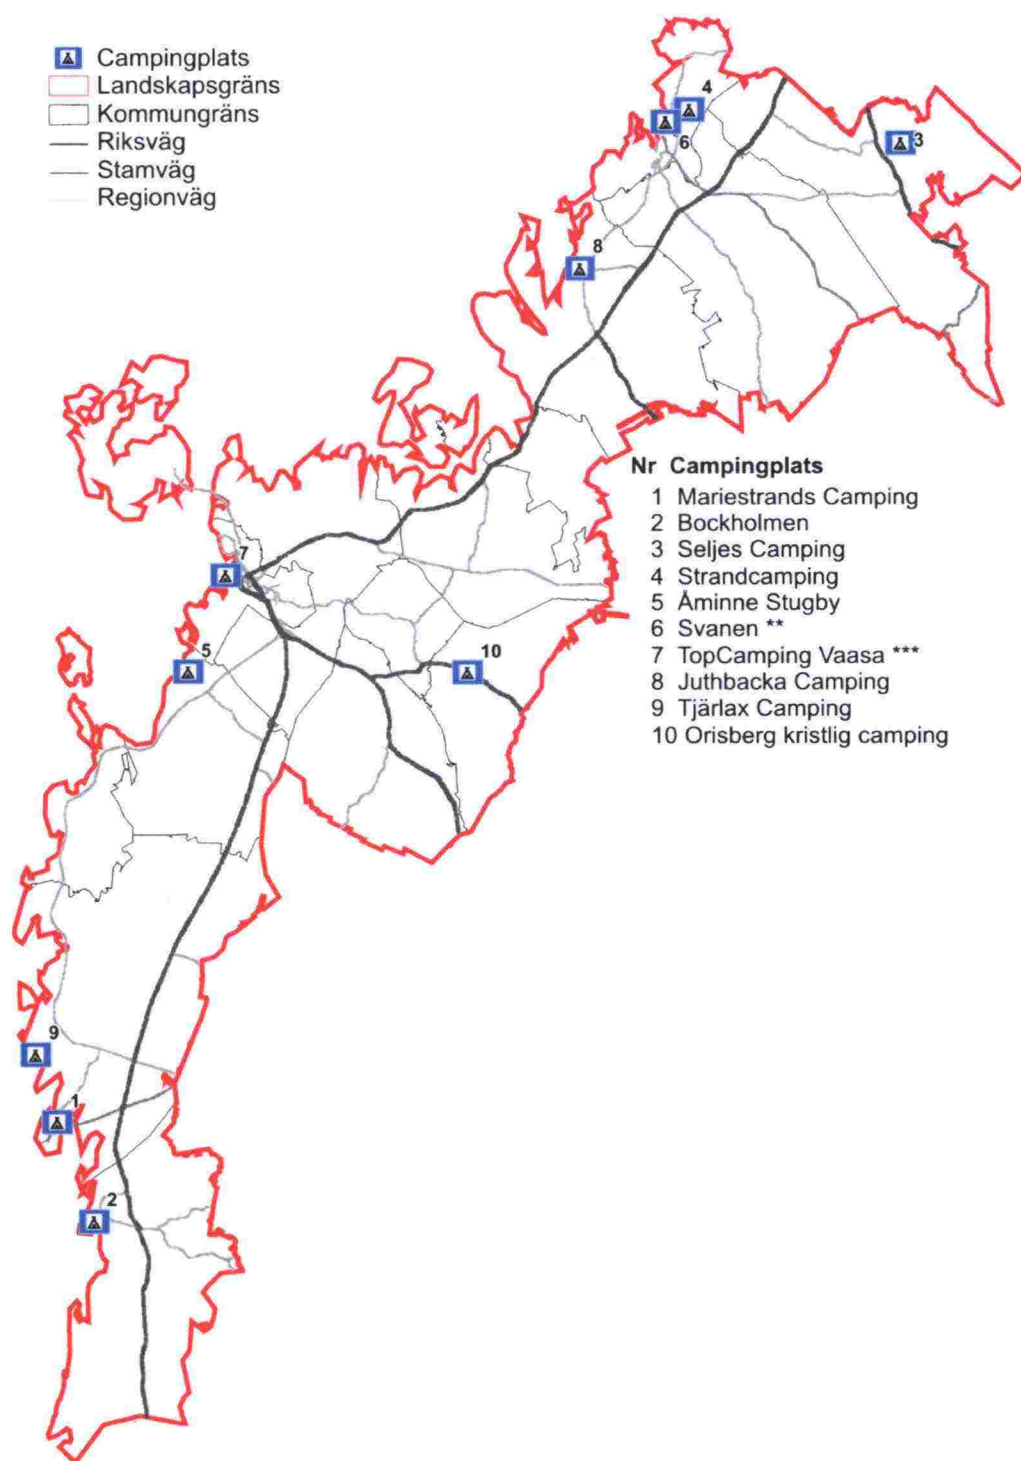 Campingplats
Landskapsgräns
Kommungräns
Riksväg
Stamväg
Regionväg
4
6
3
8
Nr Campingplats
1 Mariestrands Camping
2 Bockholmen
3 Seljes Camping
4 Strandcamping
5 Åminne Stugby
6 Svanen **
7 TopCamping Vaasa ***
8 Juthbacka Camping
9 Tjärlax Camping
10 Orisberg kristlig camping
7
5
10
9
1
2